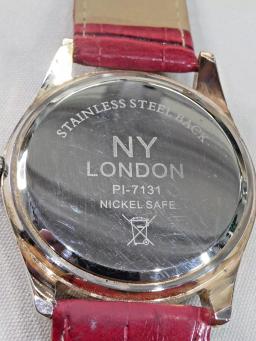 STAINLESS STEEL BACK
NY
LONDON
PI-7131
NICKEL SAFE